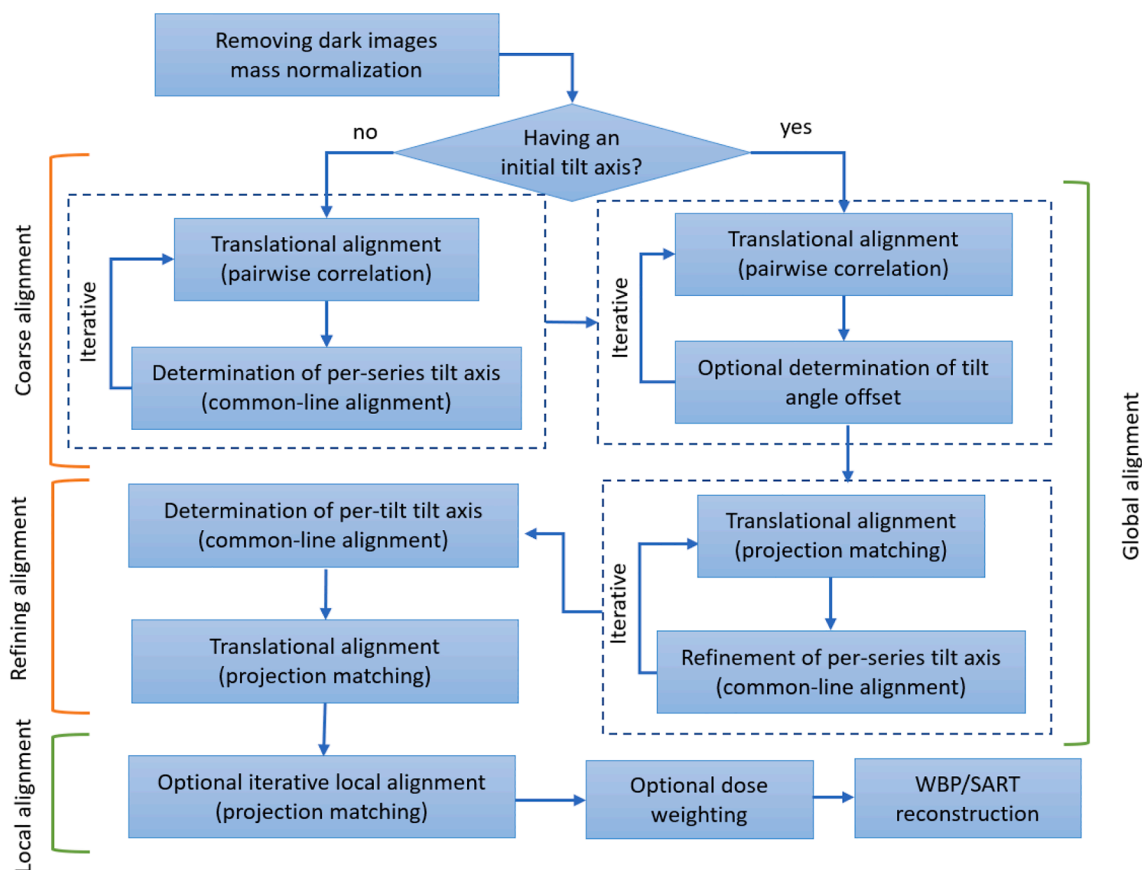 Removing dark images
mass normalization
no
Having an
initial tilt axis?
yes
Coarse alignment
Iterative
Translational alignment
(pairwise correlation)
Determination of per-series tilt axis
(common-line alignment)
Iterative
Translational alignment
(pairwise correlation)
Optional determination of tilt
angle offset
Global alignment
Iterative
Translational alignment
(projection matching)
Refinement of per-series tilt axis
(common-line alignment)
Refining alignment
Determination of per-tilt tilt axis
(common-line alignment)
Translational alignment
(projection matching)
Local alignment
Optional iterative local alignment
(projection matching)
Optional dose
weighting
WBP/SART
reconstruction